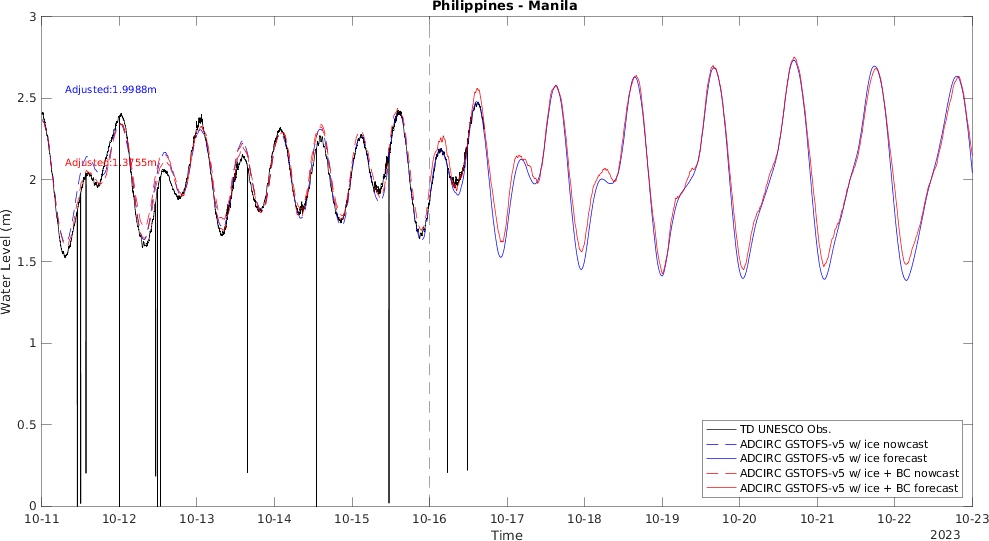 Philippines - Manila
3
2.5
2
1.5
1
0.5
0
Water Level (m)
Adjusted:1.9988m
Adjusted:1.3755m
TD UNESCO Obs.
ADCIRC GSTOFS-v5 w/ ice nowcast
ADCIRC GSTOFS-v5 w/ ice forecast
ADCIRC GSTOFS-v5 w/ ice + BC nowcast
ADCIRC GSTOFS-v5 w/ ice + BC forecast
10-11 10-12 10-13 10-14 10-15 10-16 10-17 10-18 10-19 10-20 10-21 10-22 10-23
Time
2023